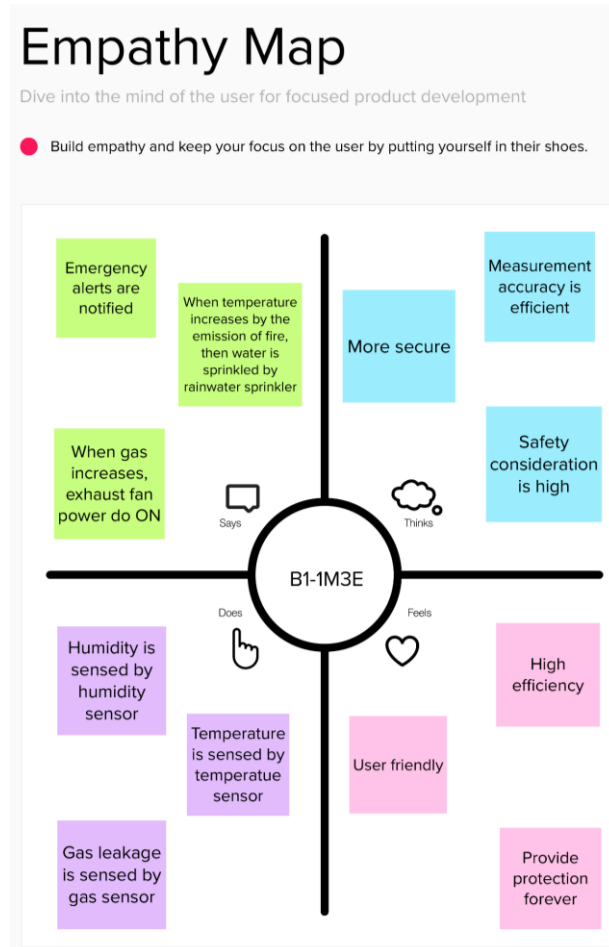 Empathy Map
Dive into the mind of the user for focused product development
Build empathy and keep your focus on the user by putting yourself in their shoes.
Emergency
alerts are
notified
When temperature
increases by the
emission of fire,
then water is
sprinkled by
rainwater sprinkler
When gas
increases,
exhaust fan
power do ON
Says
More secure
Measurement
accuracy is
efficient
Safety
consideration
is high
Thinks
B1-1M3E
Does
Humidity is
sensed by
humidity
sensor
Temperature
is sensed by
temperatue
sensor
Gas leakage
is sensed by
gas sensor
Feels
High
efficiency
User friendly
Provide
protection
forever